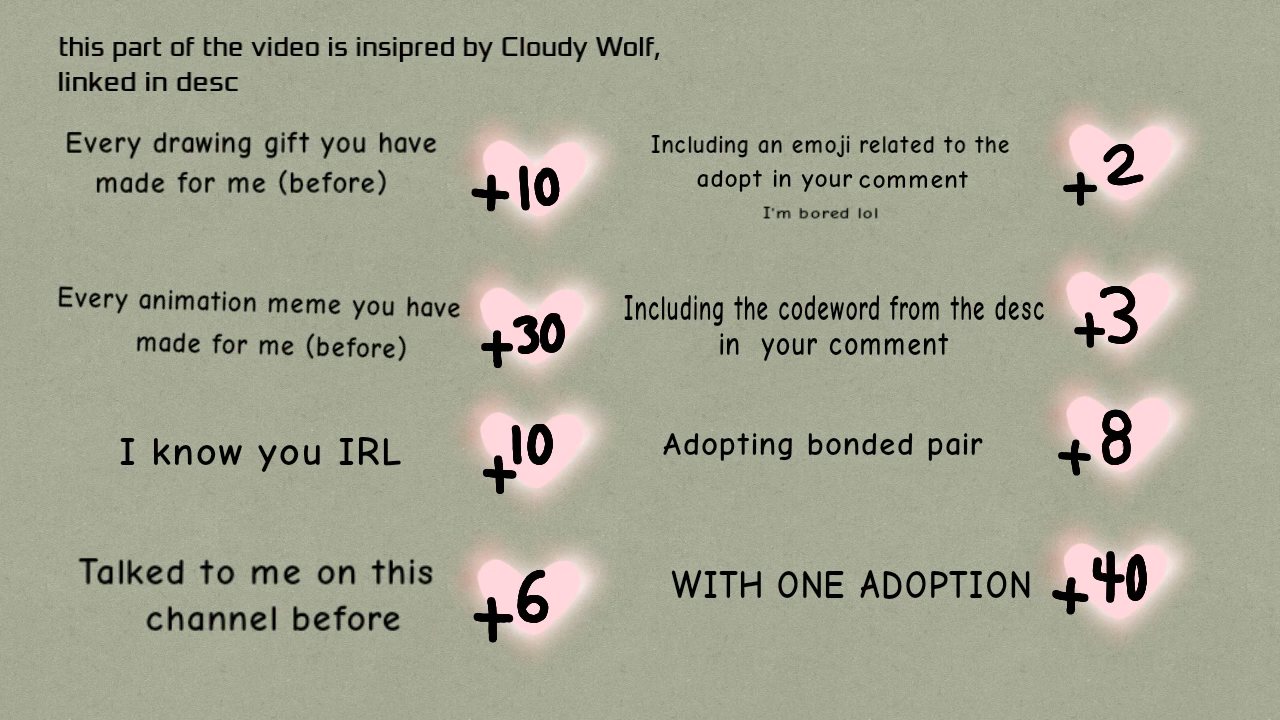 this part of the video is insipred by Cloudy Wolf,
linked in desc
Every drawing gift you have
made for me (before)
+10
Every animation meme you have
made for me (before)
+30
I know you IRL
+10
Talked to me on this
channel before
+6
Including an emoji related to the
adopt in your comment
I'm bored lol
+2
Including the codeword from the desc
in your comment
+3
Adopting bonded pair
+8
WITH ONE ADOPTION
+40